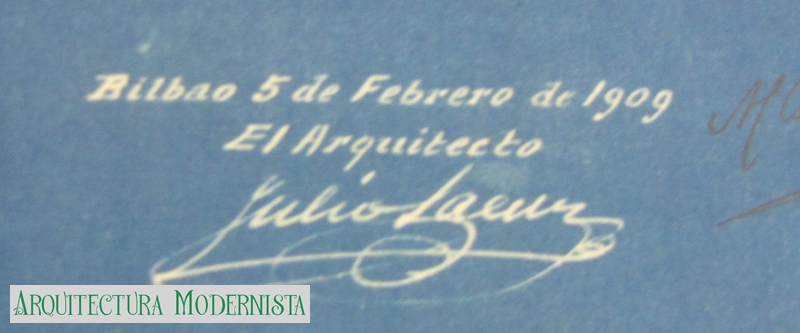 Bilbao 5 de Febrero de 1909
El Arquitecto
Julio Saenz
ARQUITECTURA MODERNISTA